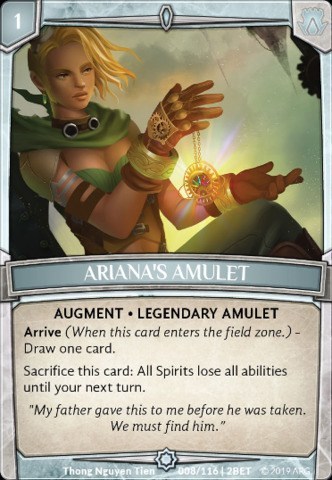 1
ARIANA'S AMULET
AUGMENT • LEGENDARY AMULET
Arrive (When this card enters the field zone.) -
Draw one card.
Sacrifice this card: All Spirits lose all abilities
until your next turn.
"My father gave this to me before he was taken.
We must find him.”
Thong Nguyen Tien 008/116 | 2BET © 2019 ARG